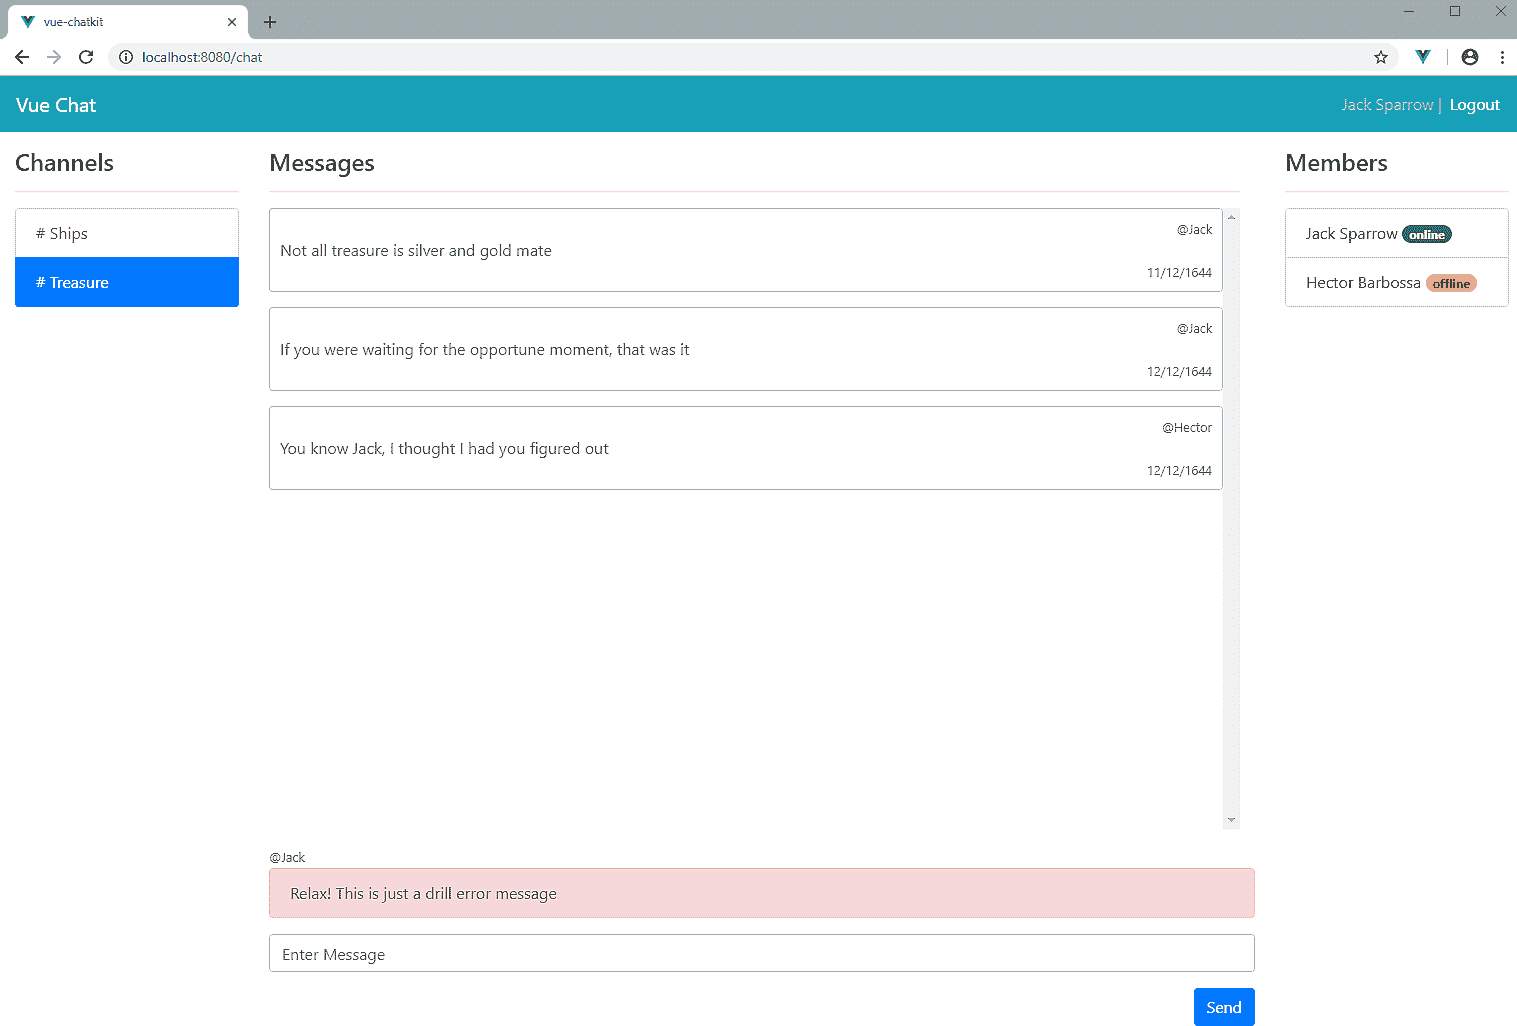 vue-chatkit
localhost:8080/chat
Vue Chat
Jack Sparrow | Logout
Channels
# Ships
# Treasure
Messages
@Jack
Not all treasure is silver and gold mate
11/12/1644
@Jack
If you were waiting for the opportune moment, that was it
12/12/1644
@Hector
You know Jack, I thought I had you figured out
12/12/1644
@Jack
Relax! This is just a drill error message
Enter Message
Send
Members
Jack Sparrow online
Hector Barbossa offline